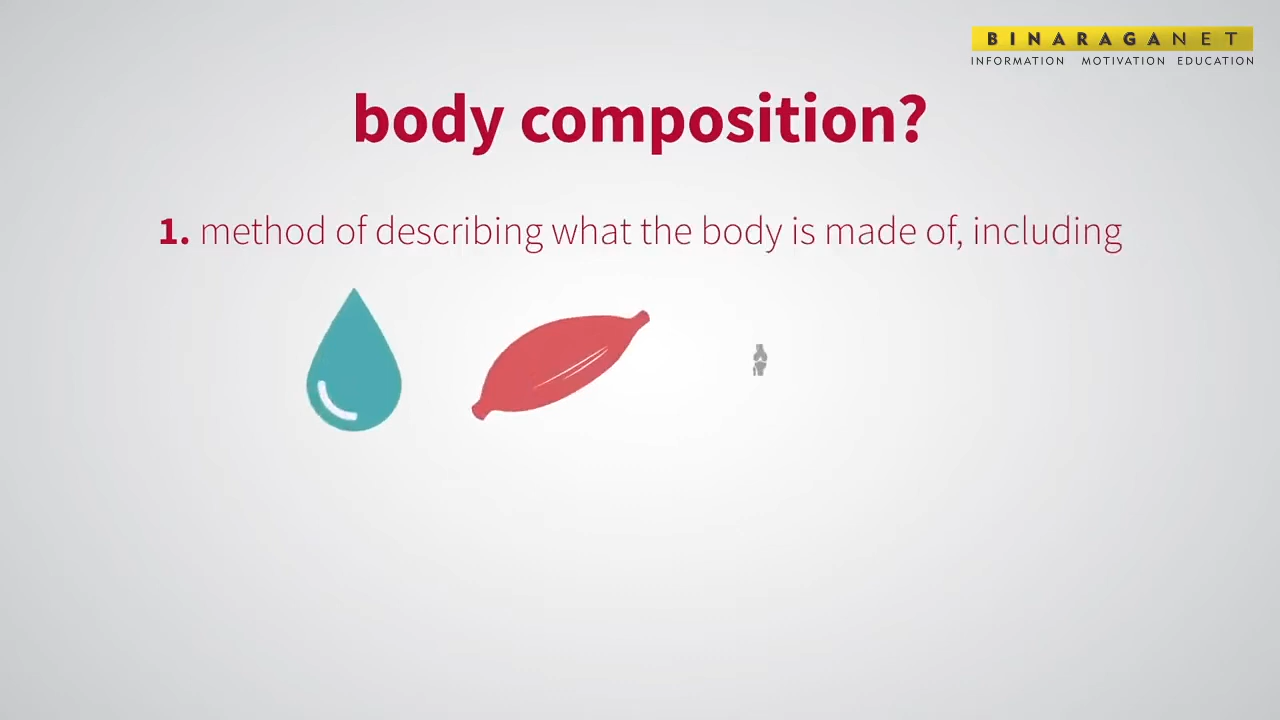 BINARAGANET
INFORMATION MOTIVATION EDUCATION
body composition?
1. method of describing what the body is made of, including